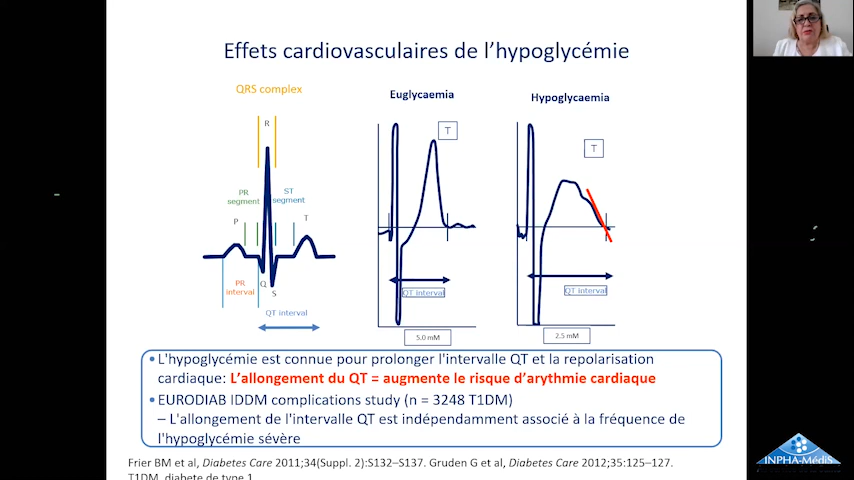 Effets cardiovasculaires de l'hypoglycémie
QRS complex
R
PR
segment
ST
segment
P
T
Q
S
PR
interval
QT interval
Euglycaemia
T
QT interval
5.0 mM
Hypoglycaemia
T
QT interval
2.5 mM
• L'hypoglycémie est connue pour prolonger l'intervalle QT et la repolarisation
cardiaque: L'allongement du QT = augmente le risque d'arythmie cardiaque
• EURODIAB IDDM complications study (n = 3248 T1DM)
– L'allongement de l'intervalle QT est indépendamment associé à la fréquence de
l'hypoglycémie sévère
Frier BM et al, Diabetes Care 2011;34(Suppl. 2):S132–S137. Gruden G et al, Diabetes Care 2012;35:125–127.
T1DM, diabete de type 1
INPHA-MédiS